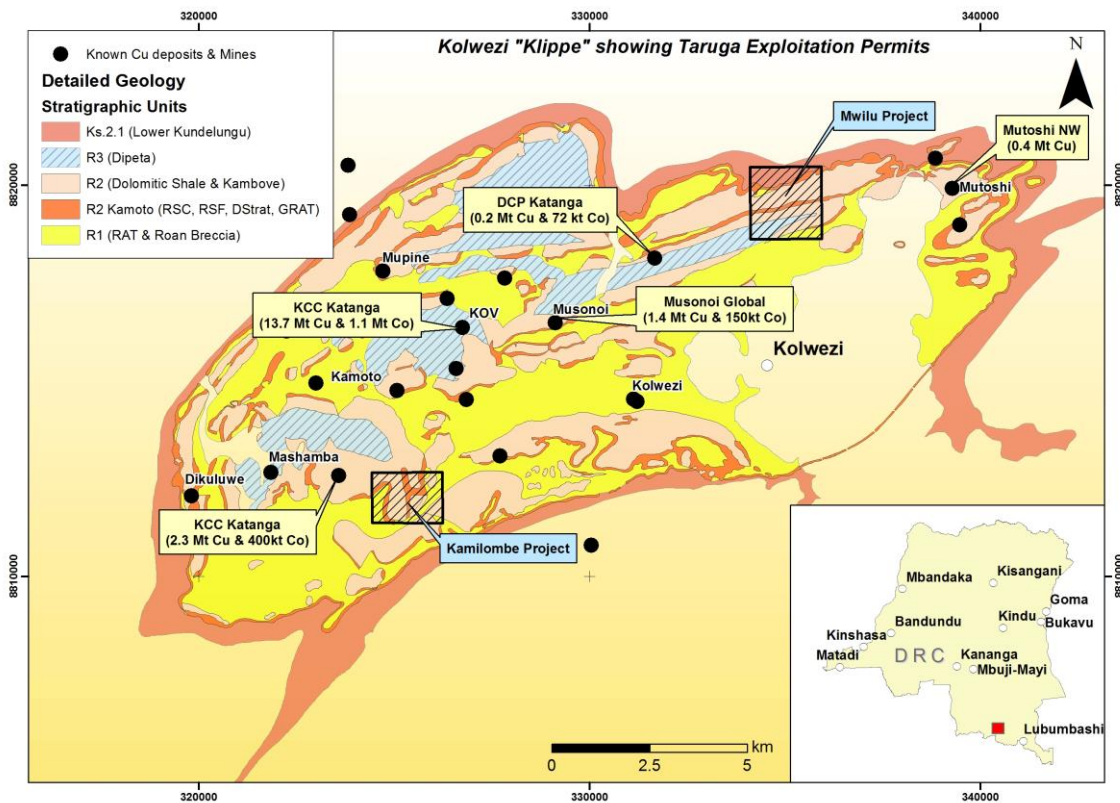 320000
330000
340000
Kolwezi "Klippe" showing Taruga Exploitation Permits
N
Known Cu deposits & Mines
Detailed Geology
Stratigraphic Units
Ks.2.1 (Lower Kundelungu)
R3 (Dipeta)
R2 (Dolomitic Shale & Kambove)
R2 Kamoto (RSC, RSF, DStrat, GRAT)
R1 (RAT & Roan Breccia)
Mwilu Project
Mutoshi NW
(0.4 Mt Cu)
8820000
8820000
Mutoshi
DCP Katanga
(0.2 Mt Cu & 72 kt Co)
Mupine
KCC Katanga
(13.7 Mt Cu & 1.1 Mt Co)
KOV
Musonoi
Musonoi Global
(1.4 Mt Cu & 150kt Co)
Kolwezi
Kamoto
Kolwezi
Mashamba
Dikuluwe
KCC Katanga
(2.3 Mt Cu & 400kt Co)
Kamilombe Project
8810000
8810000
Mbandaka
Kisangani
Goma
Bandundu
Kindu
Bukavu
Kinshasa
Matadi
DRC
Kananga
Mbuji-Mayi
Lubumbashi
km
0
2.5
5
320000
330000
340000